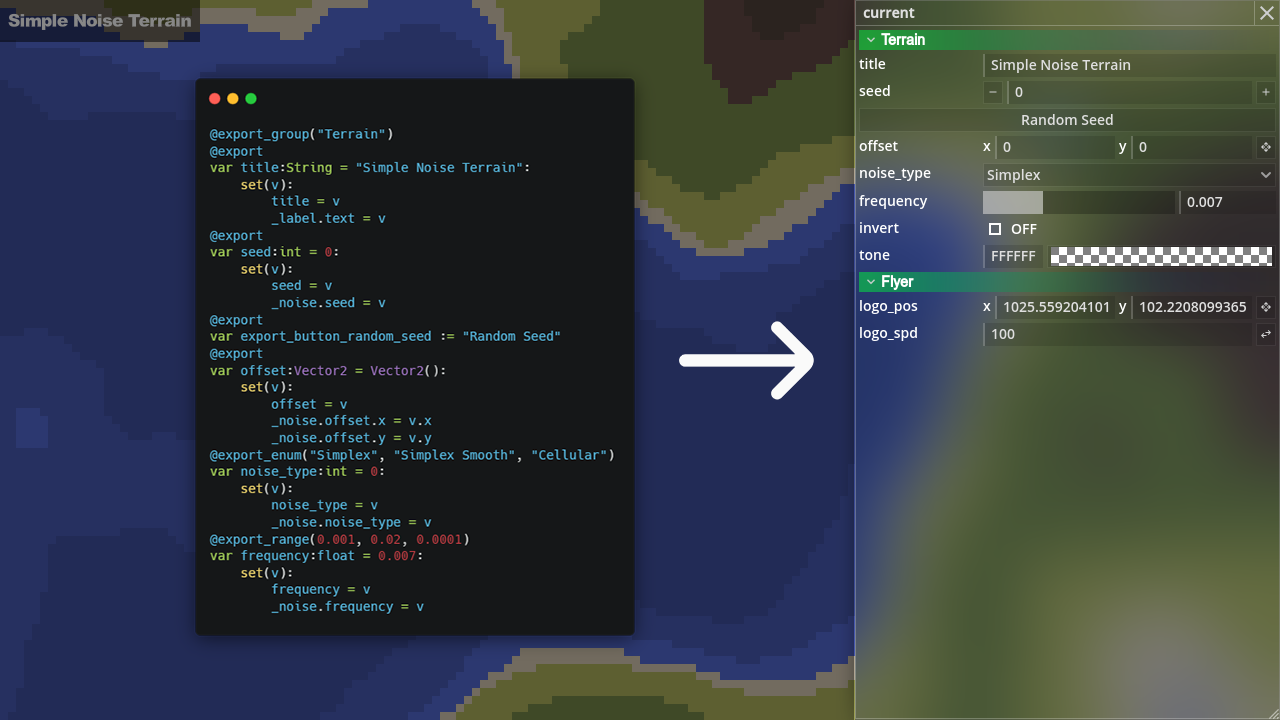 Simple Noise Terrain
@export_group("Terrain")
@export
var title:String = "Simple Noise Terrain":
    set(v):
        title = v
        _label.text = v
@export
var seed:int = 0:
    set(v):
        seed = v
        _noise.seed = v
@export
var export_button_random_seed := "Random Seed"
@export
var offset:Vector2 = Vector2():
    set(v):
        offset = v
        _noise.offset.x = v.x
        _noise.offset.y = v.y
@export_enum("Simplex", "Simplex Smooth", "Cellular")
var noise_type:int = 0:
    set(v):
        noise_type = v
        _noise.noise_type = v
@export_range(0.001, 0.02, 0.0001)
var frequency:float = 0.007:
    set(v):
        frequency = v
        _noise.frequency = v
current
Terrain
title Simple Noise Terrain
seed − 0 +
Random Seed
offset x 0 y 0
noise_type Simplex
frequency 0.007
invert OFF
tone FFFFFF
Flyer
logo_pos x 1025.559204101 y 102.2208099365
logo_spd 100